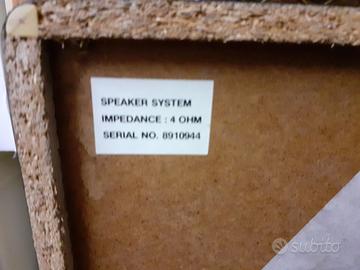 SPEAKER SYSTEM
IMPEDANCE : 4 OHM
SERIAL NO. 8910944
subito